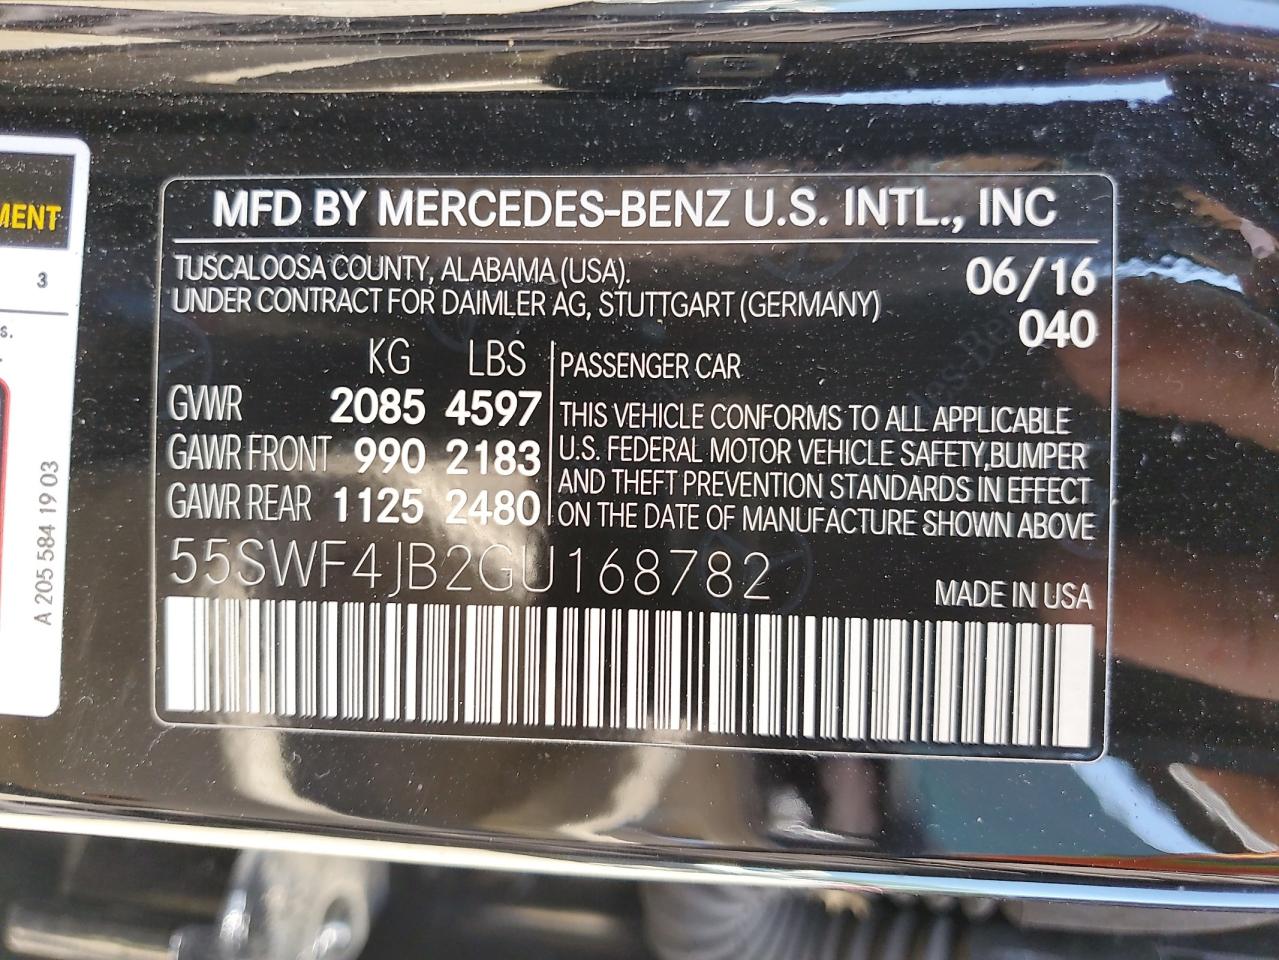 MENT
3
s.
A 205 584 19 03
MFD BY MERCEDES-BENZ U.S. INTL., INC
TUSCALOOSA COUNTY, ALABAMA (USA). 06/16
UNDER CONTRACT FOR DAIMLER AG, STUTTGART (GERMANY)
040
KG LBS
GVWR 2085 4597
GAWR FRONT 990 2183
GAWR REAR 1125 2480
PASSENGER CAR
THIS VEHICLE CONFORMS TO ALL APPLICABLE
U.S. FEDERAL MOTOR VEHICLE SAFETY,BUMPER
AND THEFT PREVENTION STANDARDS IN EFFECT
ON THE DATE OF MANUFACTURE SHOWN ABOVE
55SWF4JB2GU168782
MADE IN USA